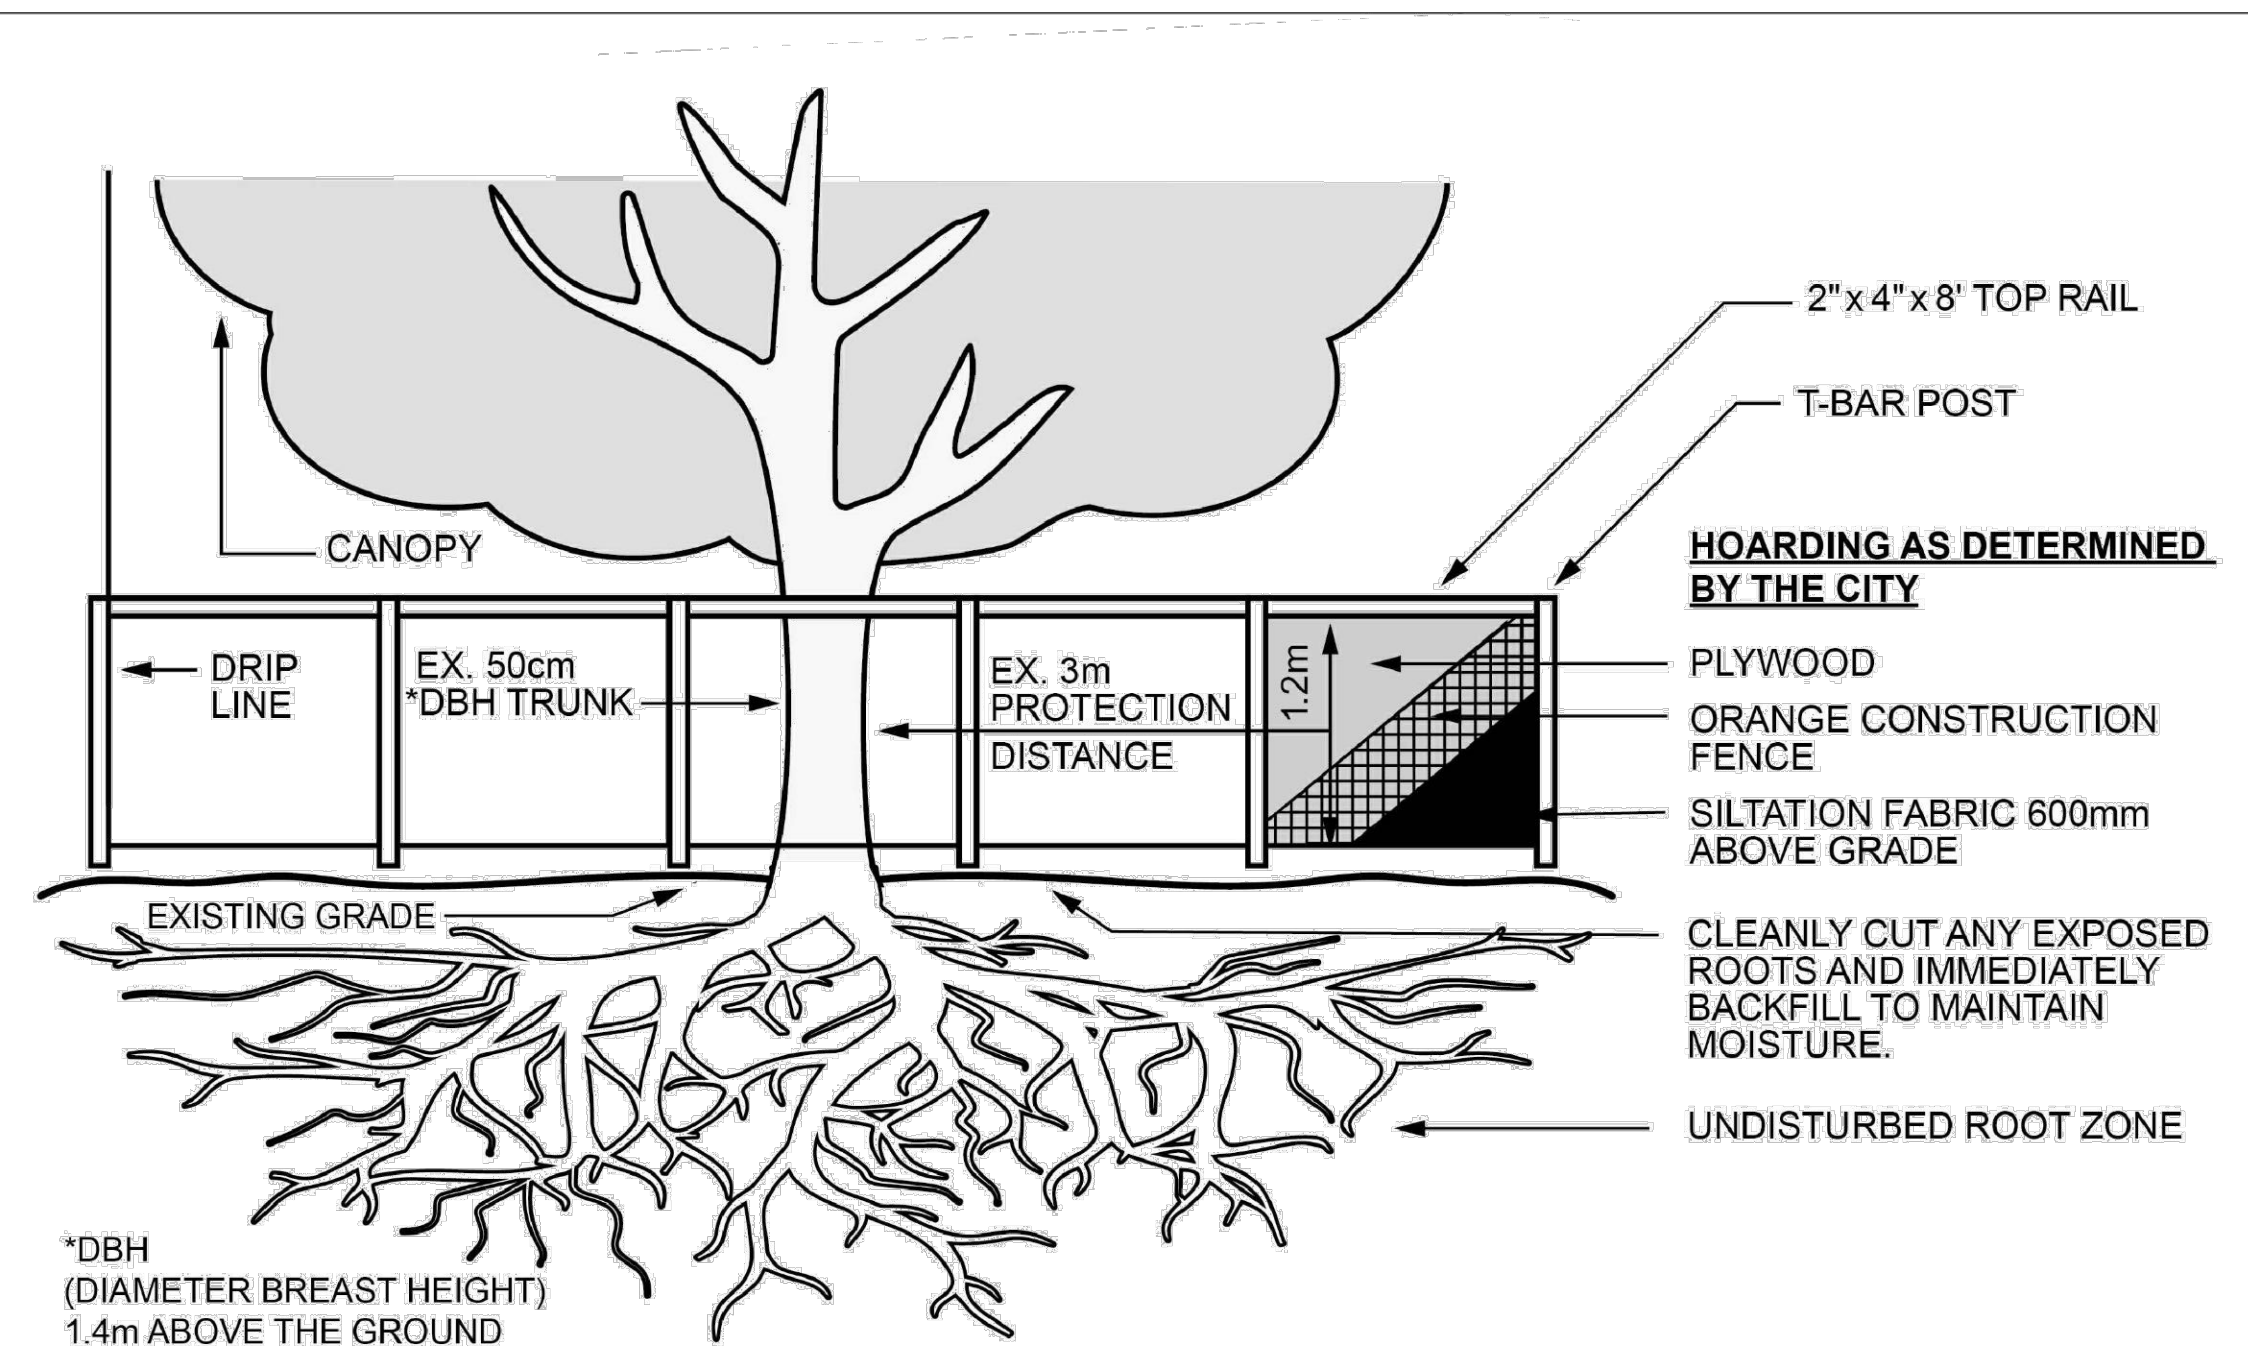 2" x 4" x 8' TOP RAIL
T-BAR POST
CANOPY
HOARDING AS DETERMINED
BY THE CITY
DRIP
LINE
EX. 50cm
*DBH TRUNK
EX. 3m
PROTECTION
DISTANCE
1.2m
PLYWOOD
ORANGE CONSTRUCTION
FENCE
SILTATION FABRIC 600mm
ABOVE GRADE
EXISTING GRADE
CLEANLY CUT ANY EXPOSED
ROOTS AND IMMEDIATELY
BACKFILL TO MAINTAIN
MOISTURE.
UNDISTURBED ROOT ZONE
*DBH
(DIAMETER BREAST HEIGHT)
1.4m ABOVE THE GROUND